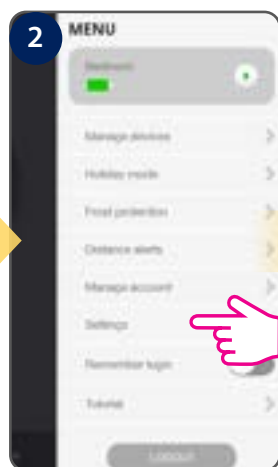 2
MENU
Bedroom
Manage devices
Holiday mode
Frost protection
Distance alerts
Manage account
Settings
Remember login
Tutorial
LOGOUT